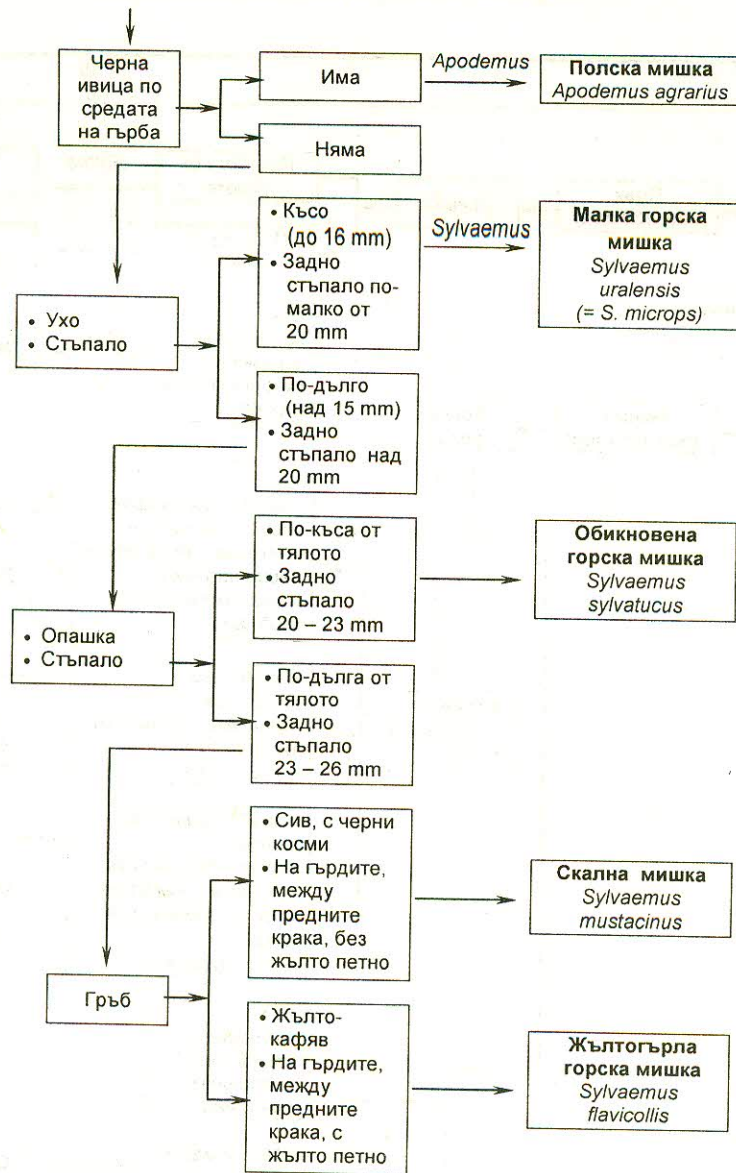 Черна
ивица по
средата
на гърба
Има
Apodemus
Полска мишка
Apodemus agrarius
Няма
• Късо
(до 16 mm)
• Задно
стъпало по-
малко от
20 mm
Sylvaemus
Малка горска
мишка
Sylvaemus
uralensis
(= S. microps)
• Ухо
• Стъпало
• По-дълго
(над 15 mm)
• Задно
стъпало над
20 mm
• По-къса от
тялото
• Задно
стъпало
20 – 23 mm
Обикновена
горска мишка
Sylvaemus
sylvatucus
• Опашка
• Стъпало
• По-дълга от
тялото
• Задно
стъпало
23 – 26 mm
• Сив, с черни
косми
• На гърдите,
между
предните
крака, без
жълто петно
Скална мишка
Sylvaemus
mustacinus
Гръб
• Жълто-
кафяв
• На гърдите,
между
предните
крака, с
жълто петно
Жълтогърла
горска мишка
Sylvaemus
flavicollis